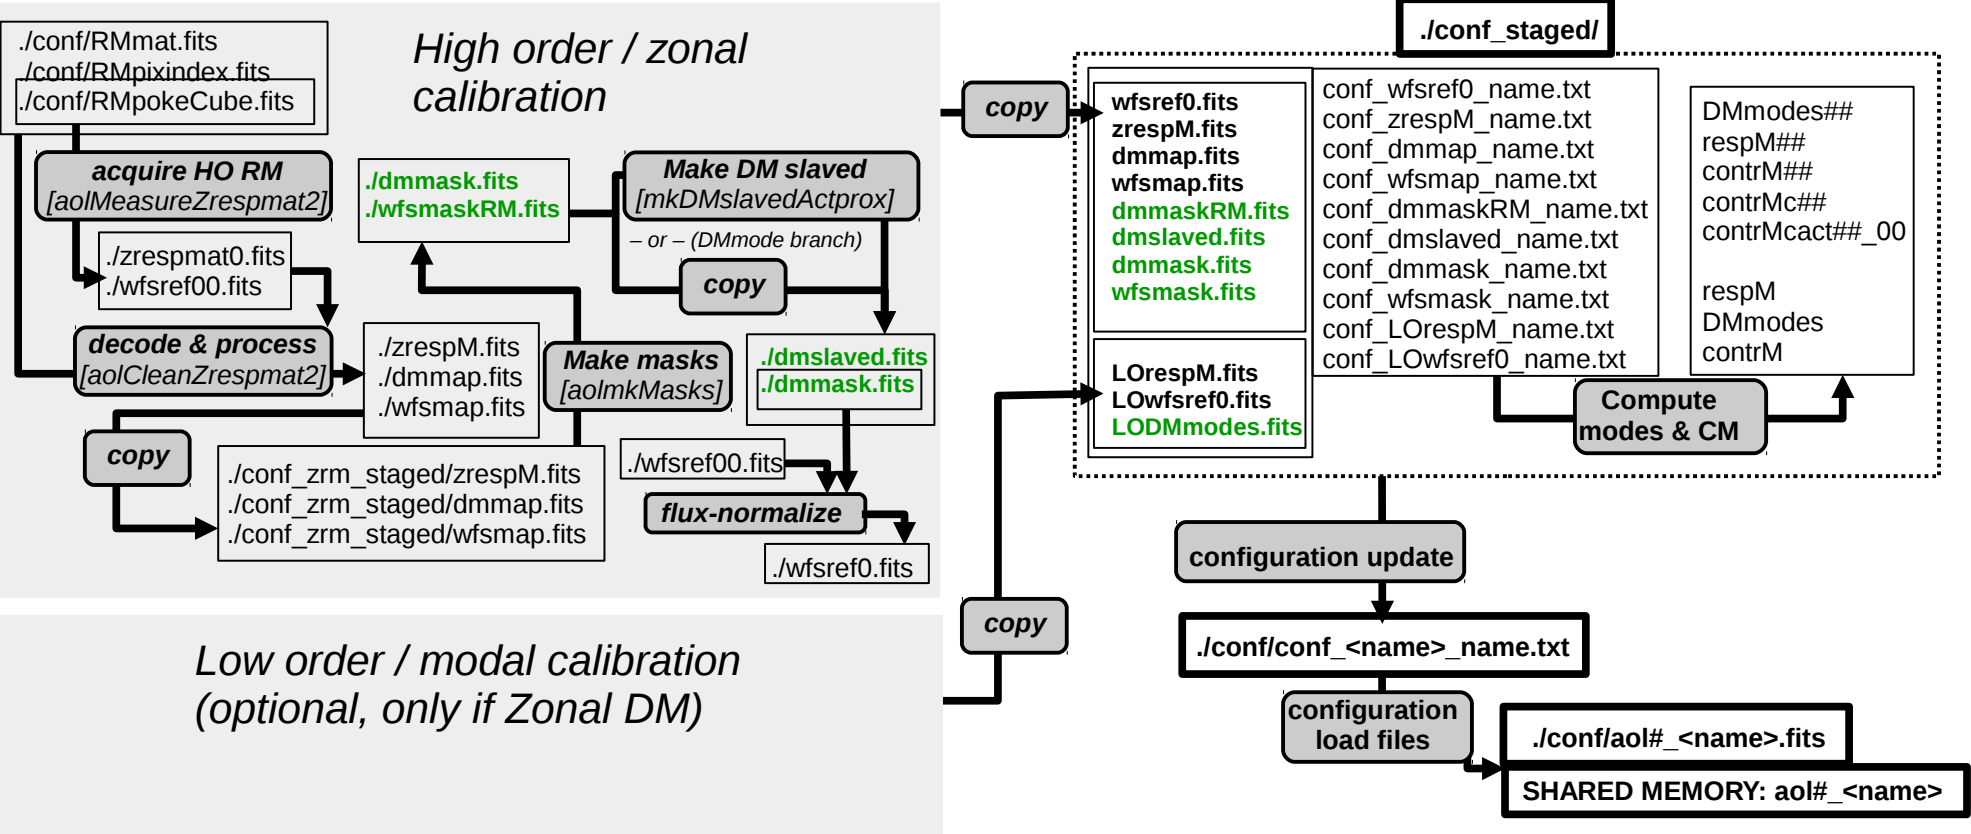 ./conf/RMmat.fits
./conf/RMpixindex.fits
./conf/RMpokeCube.fits
High order / zonal
calibration
acquire HO RM
[aolMeasureZrespmat2]
./zrespmat0.fits
./wfsref00.fits
decode & process
[aolCleanZrespmat2]
./dmmask.fits
./wfsmaskRM.fits
Make DM slaved
[mkDMslavedActprox]
– or – (DMmode branch)
copy
./zrespM.fits
./dmmap.fits
./wfsmap.fits
Make masks
[aolmkMasks]
./dmslaved.fits
./dmmask.fits
copy
./conf_zrm_staged/zrespM.fits
./conf_zrm_staged/dmmap.fits
./conf_zrm_staged/wfsmap.fits
./wfsref00.fits
flux-normalize
./wfsref0.fits
Low order / modal calibration
(optional, only if Zonal DM)
copy
copy
./conf_staged/
wfsref0.fits
zrespM.fits
dmmap.fits
wfsmap.fits
dmmaskRM.fits
dmslaved.fits
dmmask.fits
wfsmask.fits
LOrespM.fits
LOwfsref0.fits
LODMmodes.fits
conf_wfsref0_name.txt
conf_zrespM_name.txt
conf_dmmap_name.txt
conf_wfsmap_name.txt
conf_dmmaskRM_name.txt
conf_dmslaved_name.txt
conf_dmmask_name.txt
conf_wfsmask_name.txt
conf_LOrespM_name.txt
conf_LOwfsref0_name.txt
DMmodes##
respM##
contrM##
contrMc##
contrMcact##_00
respM
DMmodes
contrM
Compute
modes & CM
configuration update
./conf/conf_<name>_name.txt
configuration
load files
./conf/aol#_<name>.fits
SHARED MEMORY: aol#_<name>